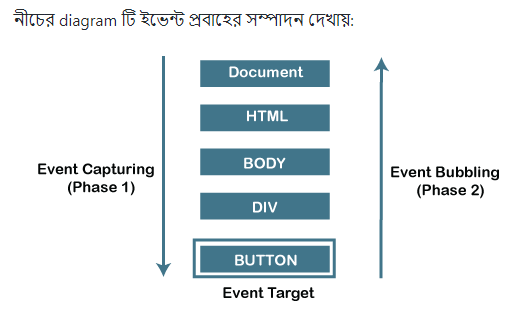 নীচের diagram টি ইভেন্ট প্রবাহের সম্পাদন দেখায়:
Document
HTML
Event Capturing
(Phase 1)
BODY
Event Bubbling
(Phase 2)
DIV
BUTTON
Event Target